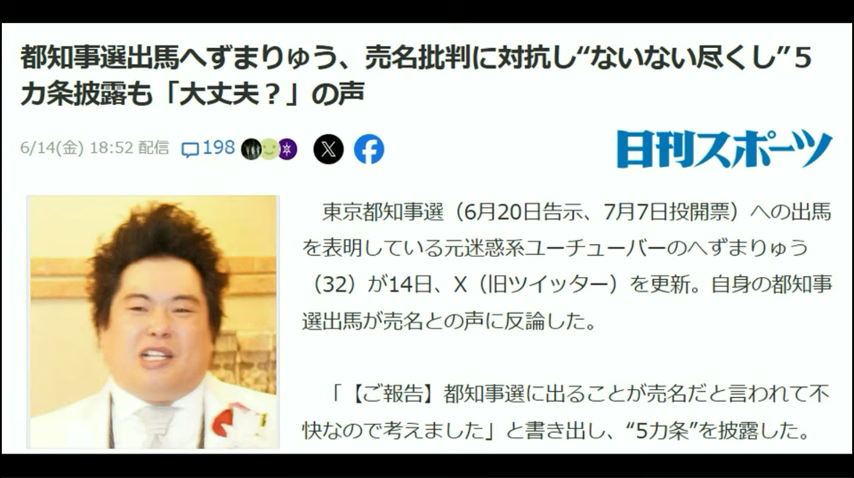 都知事選出馬へずまりゅう、売名批判に対抗し“ないない尽くし”５
カ条披露も「大丈夫？」の声
6/14(金) 18:52 配信 198
日刊スポーツ
東京都知事選（6月20日告示、7月7日投開票）への出馬
を表明している元迷惑系ユーチューバーのへずまりゅう
（32）が14日、X（旧ツイッター）を更新。自身の都知事
選出馬が売名との声に反論した。
「【ご報告】都知事選に出ることが売名だと言われて不
快なので考えました」と書き出し、“5カ条”を披露した。